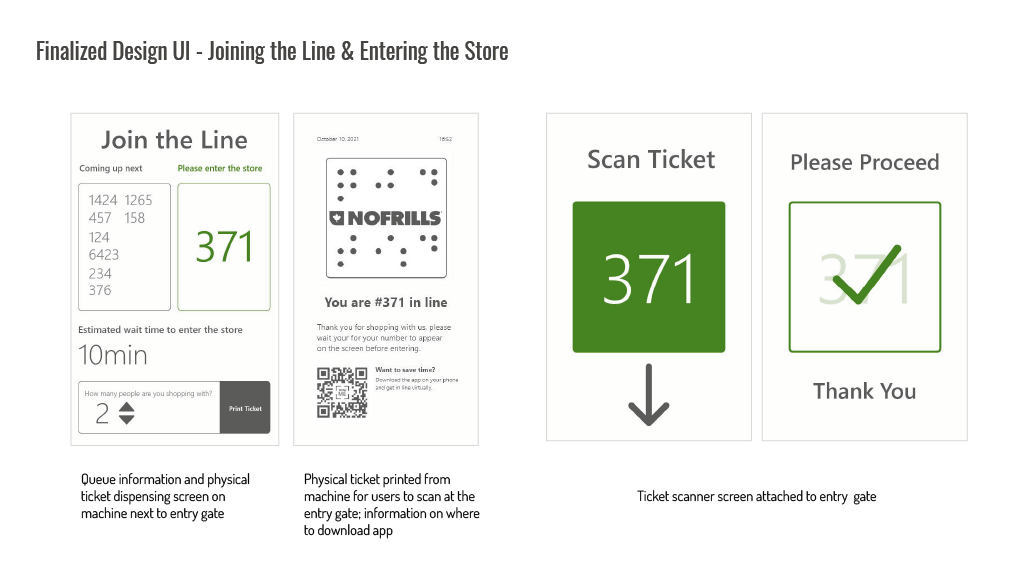 Finalized Design UI - Joining the Line & Entering the Store
Join the Line
Coming up next
Please enter the store
1424 1265
457 158
124
6423
234
376
371
Estimated wait time to enter the store
10min
How many people are you shopping with?
2
Print Ticket
October 10, 2021
18:52
NOFRILLS
You are #371 in line
Thank you for shopping with us, please
wait your for your number to appear
on the screen before entering.
Want to save time?
Download the app on your phone
and get in line virtually.
Scan Ticket
371
Please Proceed
371
Thank You
Queue information and physical
ticket dispensing screen on
machine next to entry gate
Physical ticket printed from
machine for users to scan at the
entry gate; information on where
to download app
Ticket scanner screen attached to entry gate